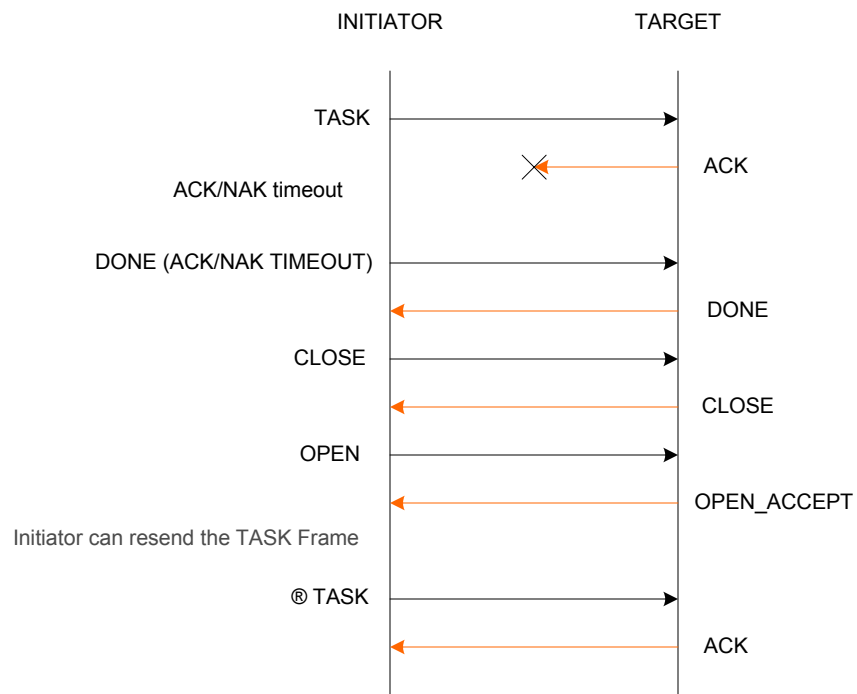 INITIATOR TARGET
TASK
ACK
ACK/NAK timeout
DONE (ACK/NAK TIMEOUT)
DONE
CLOSE
CLOSE
OPEN
OPEN_ACCEPT
Initiator can resend the TASK Frame
® TASK
ACK